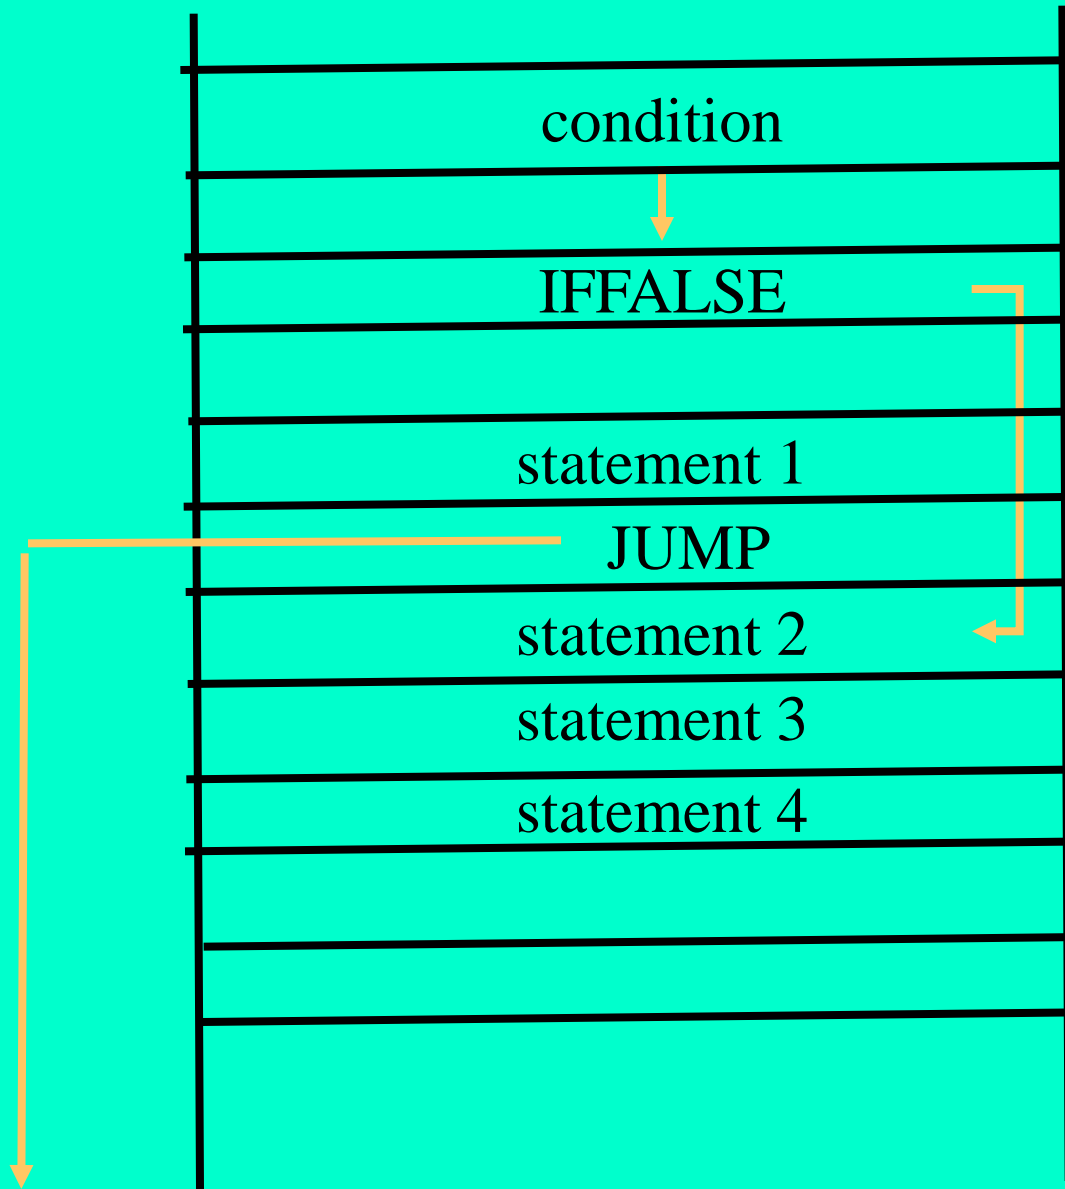 condition
IFFALSE
statement 1
JUMP
statement 2
statement 3
statement 4